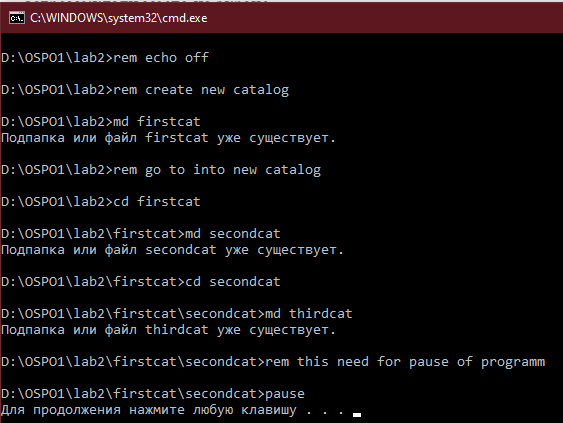 C:\WINDOWS\system32\cmd.exe
D:\OSPO1\lab2>rem echo off
D:\OSPO1\lab2>rem create new catalog
D:\OSPO1\lab2>md firstcat
Подпапка или файл firstcat уже существует.
D:\OSPO1\lab2>rem go to into new catalog
D:\OSPO1\lab2>cd firstcat
D:\OSPO1\lab2\firstcat>md secondcat
Подпапка или файл secondcat уже существует.
D:\OSPO1\lab2\firstcat>cd secondcat
D:\OSPO1\lab2\firstcat\secondcat>md thirdcat
Подпапка или файл thirdcat уже существует.
D:\OSPO1\lab2\firstcat\secondcat>rem this need for pause of programm
D:\OSPO1\lab2\firstcat\secondcat>pause
Для продолжения нажмите любую клавишу . . .